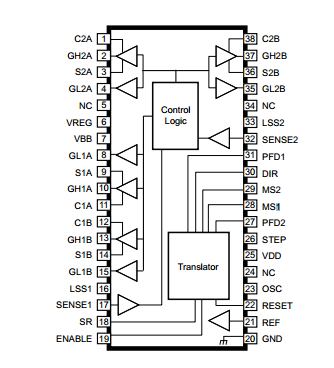 C2A 1 38 C2B
GH2A 2 37 GH2B
S2A 3 36 S2B
GL2A 4 35 GL2B
NC 5 34 NC
VREG 6 Control Logic 33 LSS2
VBB 7 32 SENSE2
GL1A 8 31 PFD1
S1A 9 30 DIR
GH1A 10 29 MS2
C1A 11 28 MS1
C1B 12 27 PFD2
GH1B 13 26 STEP
S1B 14 25 VDD
GL1B 15 Translator 24 NC
LSS1 16 23 OSC
SENSE1 17 22 RESET
SR 18 21 REF
ENABLE 19 20 GND